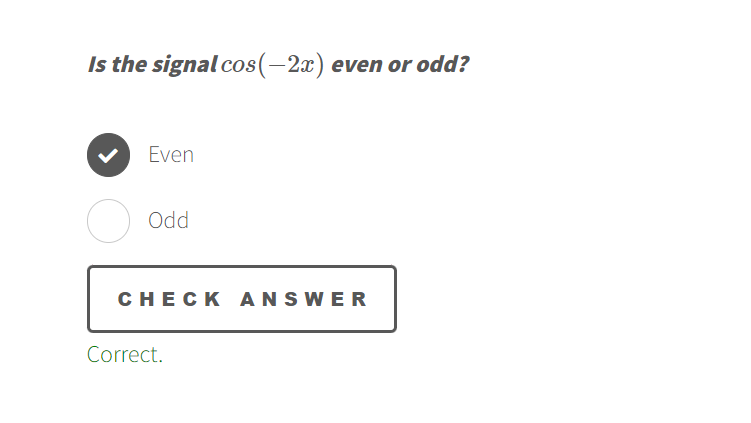 Is the signal cos(−2x) even or odd?
Even
Odd
CHECK ANSWER
Correct.